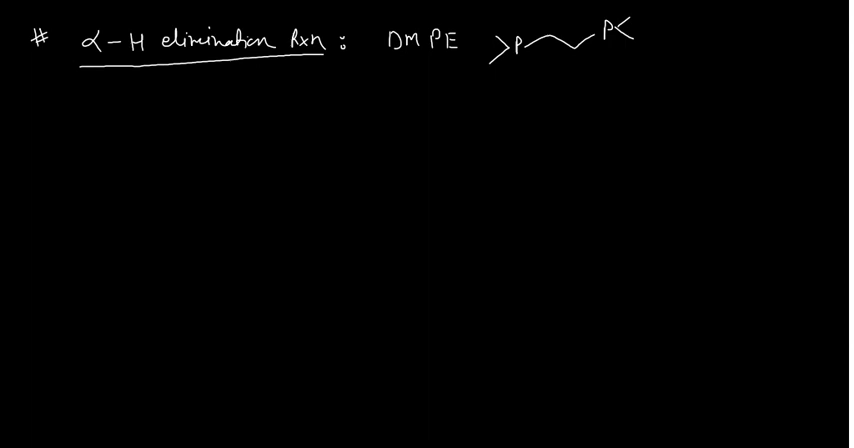 # α-H elimination Rxn : DMPE >P P<